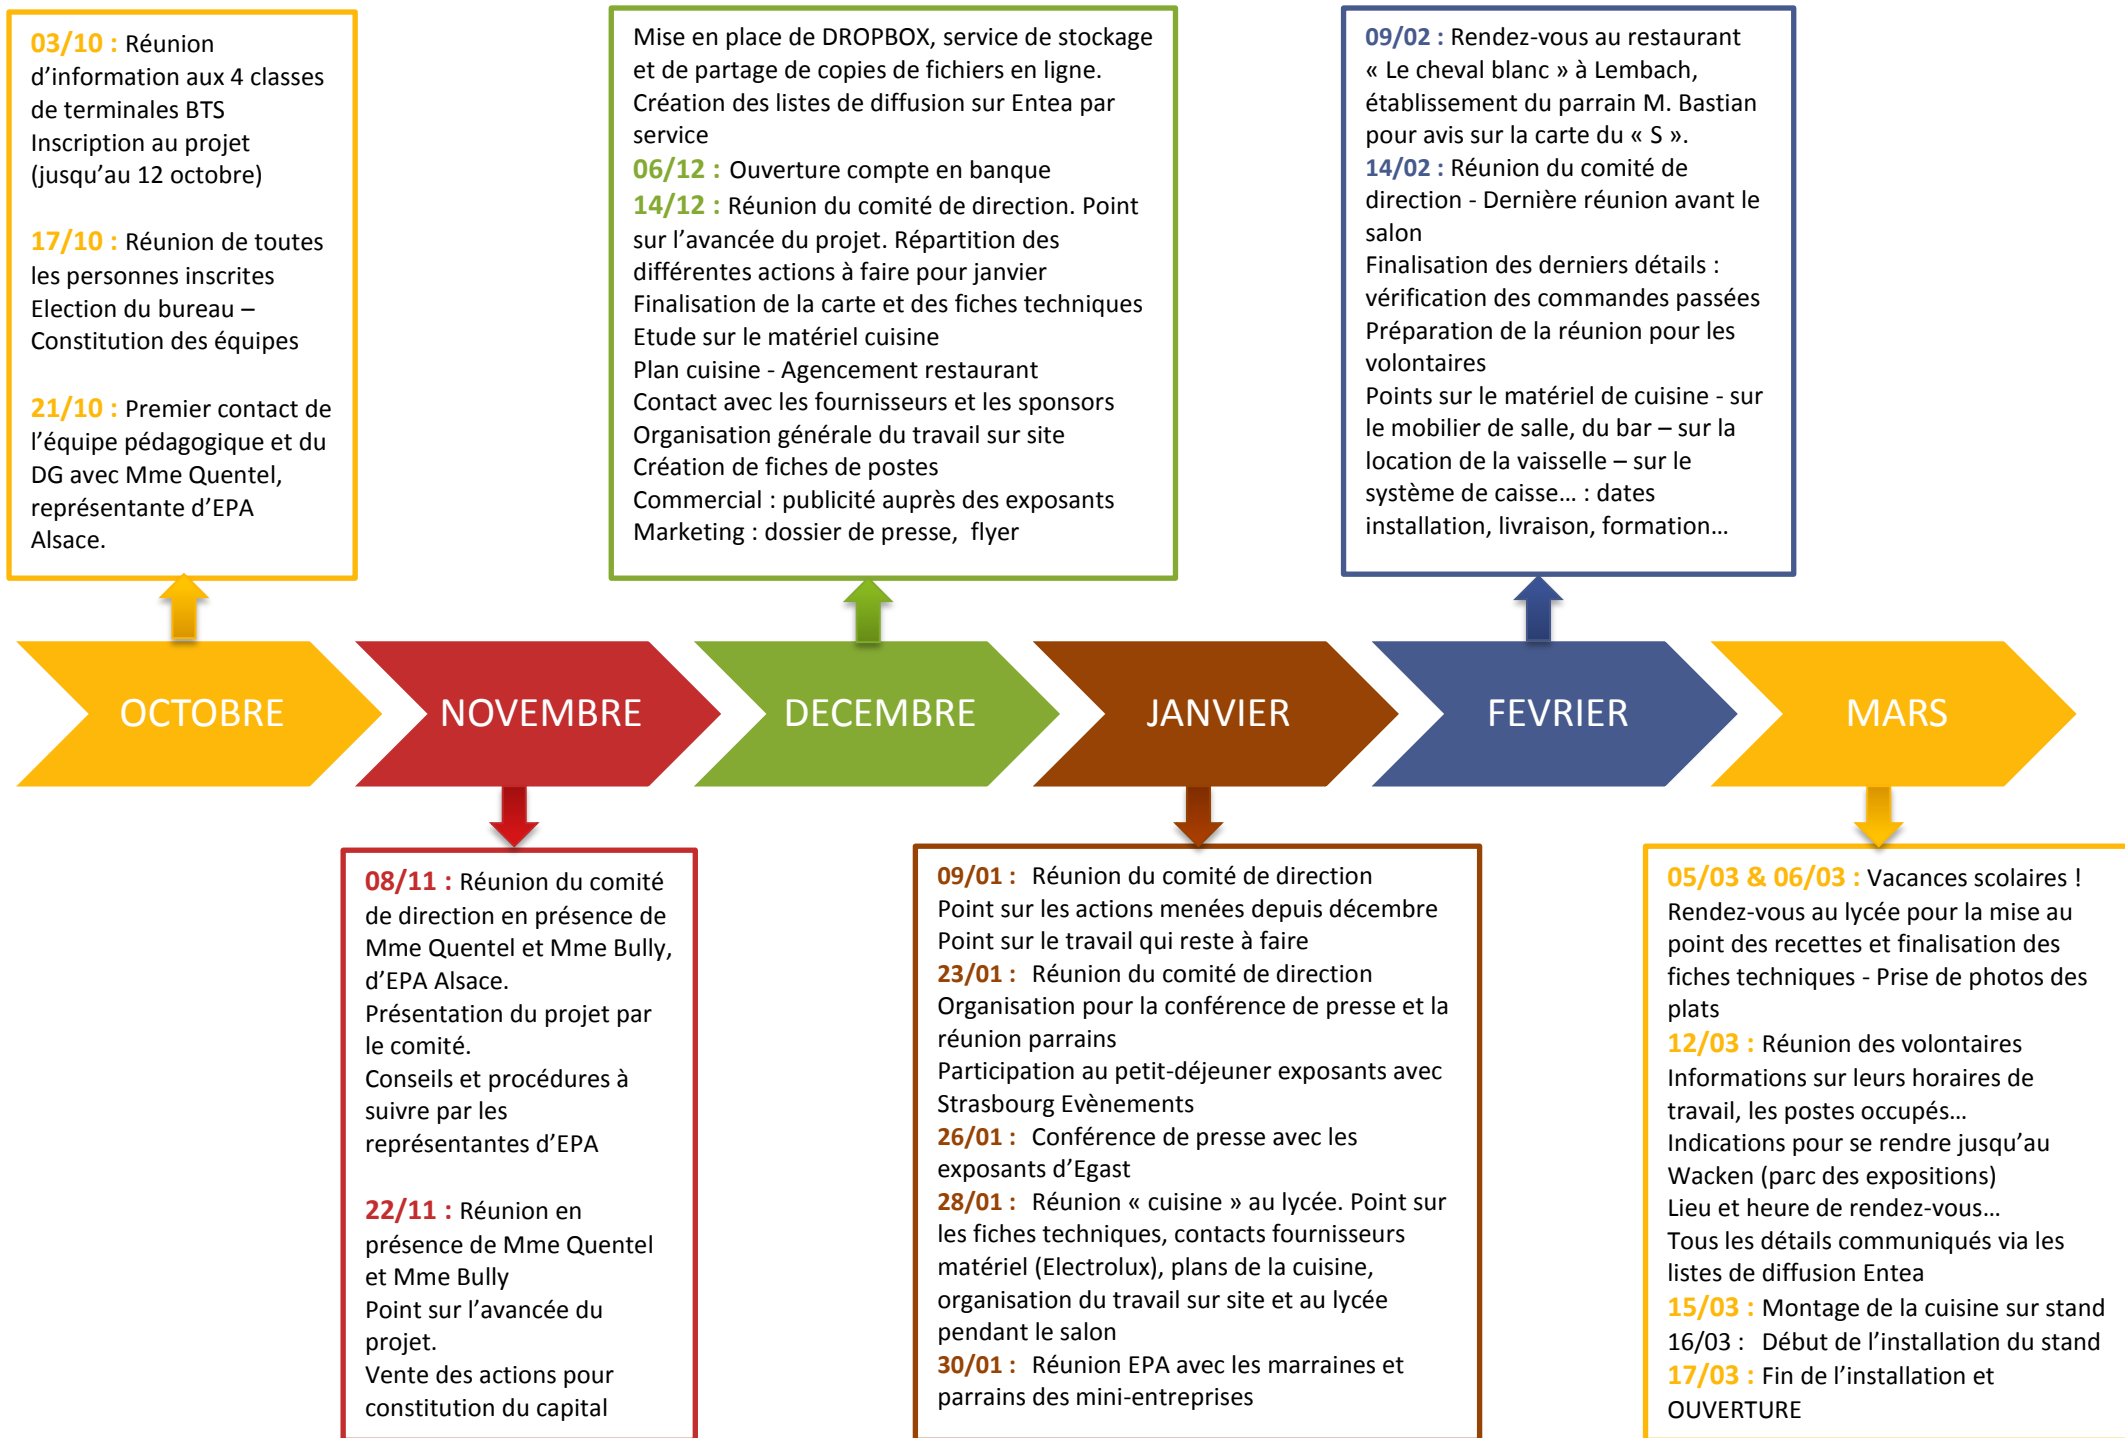 03/10 : Réunion
d’information aux 4 classes
de terminales BTS
Inscription au projet
(jusqu’au 12 octobre)
17/10 : Réunion de toutes
les personnes inscrites
Election du bureau –
Constitution des équipes
21/10 : Premier contact de
l’équipe pédagogique et du
DG avec Mme Quentel,
représentante d’EPA
Alsace.
Mise en place de DROPBOX, service de stockage
et de partage de copies de fichiers en ligne.
Création des listes de diffusion sur Entea par
service
06/12 : Ouverture compte en banque
14/12 : Réunion du comité de direction. Point
sur l’avancée du projet. Répartition des
différentes actions à faire pour janvier
Finalisation de la carte et des fiches techniques
Etude sur le matériel cuisine
Plan cuisine - Agencement restaurant
Contact avec les fournisseurs et les sponsors
Organisation générale du travail sur site
Création de fiches de postes
Commercial : publicité auprès des exposants
Marketing : dossier de presse, flyer
09/02 : Rendez-vous au restaurant
« Le cheval blanc » à Lembach,
établissement du parrain M. Bastian
pour avis sur la carte du « S ».
14/02 : Réunion du comité de
direction - Dernière réunion avant le
salon
Finalisation des derniers détails :
vérification des commandes passées
Préparation de la réunion pour les
volontaires
Points sur le matériel de cuisine - sur
le mobilier de salle, du bar – sur la
location de la vaisselle – sur le
système de caisse… : dates
installation, livraison, formation…
OCTOBRE
NOVEMBRE
DECEMBRE
JANVIER
FEVRIER
MARS
08/11 : Réunion du comité
de direction en présence de
Mme Quentel et Mme Bully,
d’EPA Alsace.
Présentation du projet par
le comité.
Conseils et procédures à
suivre par les
représentantes d’EPA
22/11 : Réunion en
présence de Mme Quentel
et Mme Bully
Point sur l’avancée du
projet.
Vente des actions pour
constitution du capital
09/01 : Réunion du comité de direction
Point sur les actions menées depuis décembre
Point sur le travail qui reste à faire
23/01 : Réunion du comité de direction
Organisation pour la conférence de presse et la
réunion parrains
Participation au petit-déjeuner exposants avec
Strasbourg Evènements
26/01 : Conférence de presse avec les
exposants d’Egast
28/01 : Réunion « cuisine » au lycée. Point sur
les fiches techniques, contacts fournisseurs
matériel (Electrolux), plans de la cuisine,
organisation du travail sur site et au lycée
pendant le salon
30/01 : Réunion EPA avec les marraines et
parrains des mini-entreprises
05/03 & 06/03 : Vacances scolaires !
Rendez-vous au lycée pour la mise au
point des recettes et finalisation des
fiches techniques - Prise de photos des
plats
12/03 : Réunion des volontaires
Informations sur leurs horaires de
travail, les postes occupés…
Indications pour se rendre jusqu’au
Wacken (parc des expositions)
Lieu et heure de rendez-vous…
Tous les détails communiqués via les
listes de diffusion Entea
15/03 : Montage de la cuisine sur stand
16/03 : Début de l’installation du stand
17/03 : Fin de l’installation et
OUVERTURE